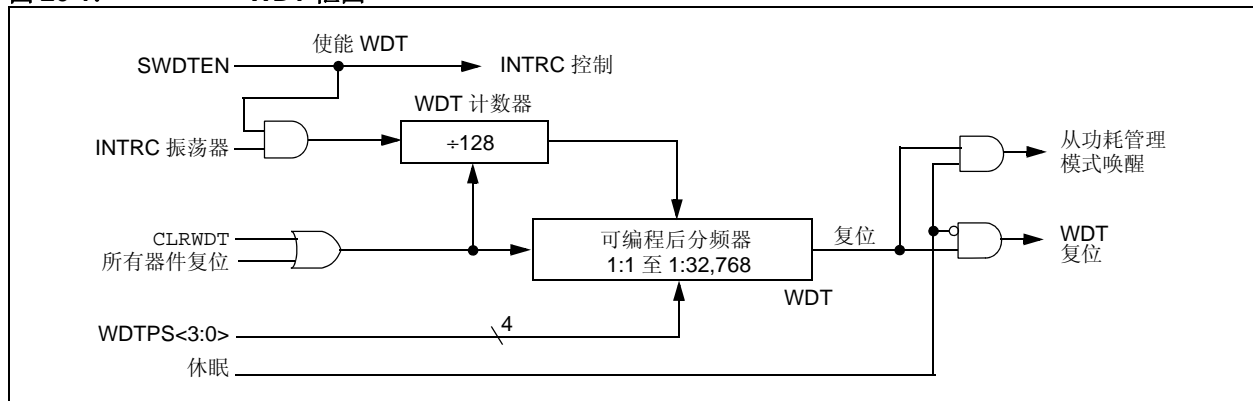 使能 WDT
SWDTEN
INTRC 控制
WDT 计数器
INTRC 振荡器
÷128
从功耗管理
模式唤醒
CLRWDT
所有器件复位
可编程后分频器
1:1 至 1:32,768
复位
WDT
复位
WDT
WDTPS<3:0>
4
休眠